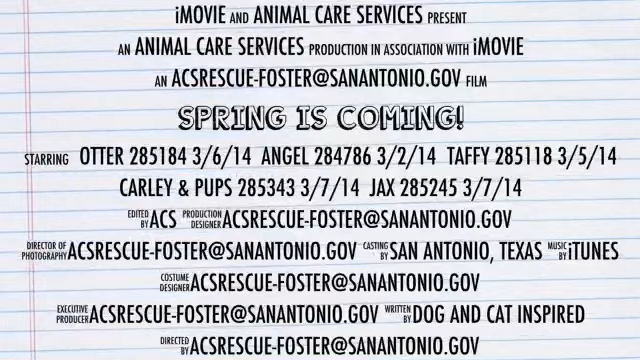 iMOVIE AND ANIMAL CARE SERVICES PRESENT
AN ANIMAL CARE SERVICES PRODUCTION IN ASSOCIATION WITH iMOVIE
AN ACSRESCUE-FOSTER@SANANTONIO.GOV FILM
SPRING IS COMING!
STARRING OTTER 285184 3/6/14 ANGEL 284786 3/2/14 TAFFY 285118 3/5/14
CARLEY & PUPS 285343 3/7/14 JAX 285245 3/7/14
EDITED BY ACS PRODUCTION DESIGNER ACSRESCUE-FOSTER@SANANTONIO.GOV
DIRECTOR OF PHOTOGRAPHY ACSRESCUE-FOSTER@SANANTONIO.GOV CASTING BY SAN ANTONIO, TEXAS MUSIC BY iTUNES
COSTUME DESIGNER ACSRESCUE-FOSTER@SANANTONIO.GOV
EXECUTIVE PRODUCER ACSRESCUE-FOSTER@SANANTONIO.GOV WRITTEN BY DOG AND CAT INSPIRED
DIRECTED BY ACSRESCUE-FOSTER@SANANTONIO.GOV